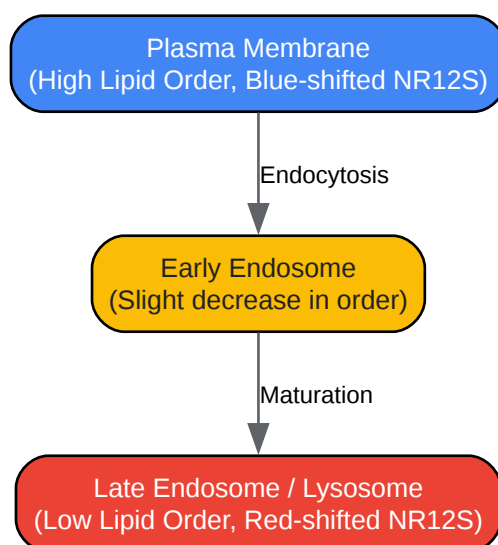 Plasma Membrane
(High Lipid Order, Blue-shifted NR12S)
Endocytosis
Early Endosome
(Slight decrease in order)
Maturation
Late Endosome / Lysosome
(Low Lipid Order, Red-shifted NR12S)